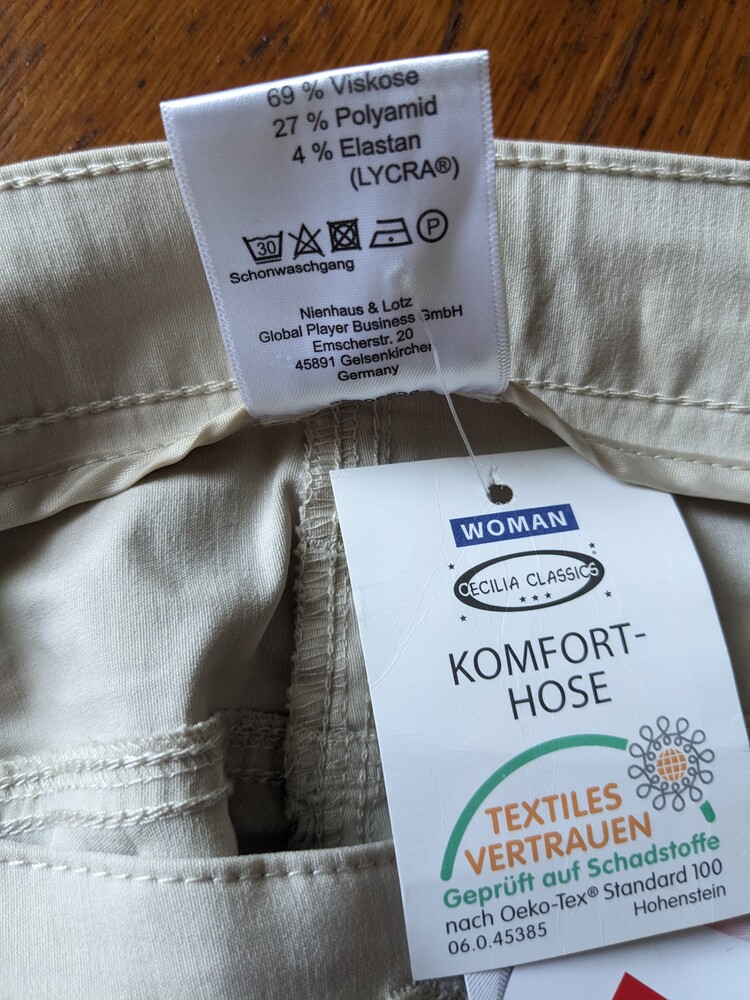 69 % Viskose
27 % Polyamid
4 % Elastan
(LYCRA®)
30
P
Schonwaschgang
Nienhaus & Lotz
Global Player Business GmbH
Emscherstr. 20
45891 Gelsenkirchen
Germany
WOMAN
CECILIA CLASSICS
KOMFORT-
HOSE
TEXTILES
VERTRAUEN
Geprüft auf Schadstoffe
nach Oeko-Tex® Standard 100
06.0.45385 Hohenstein